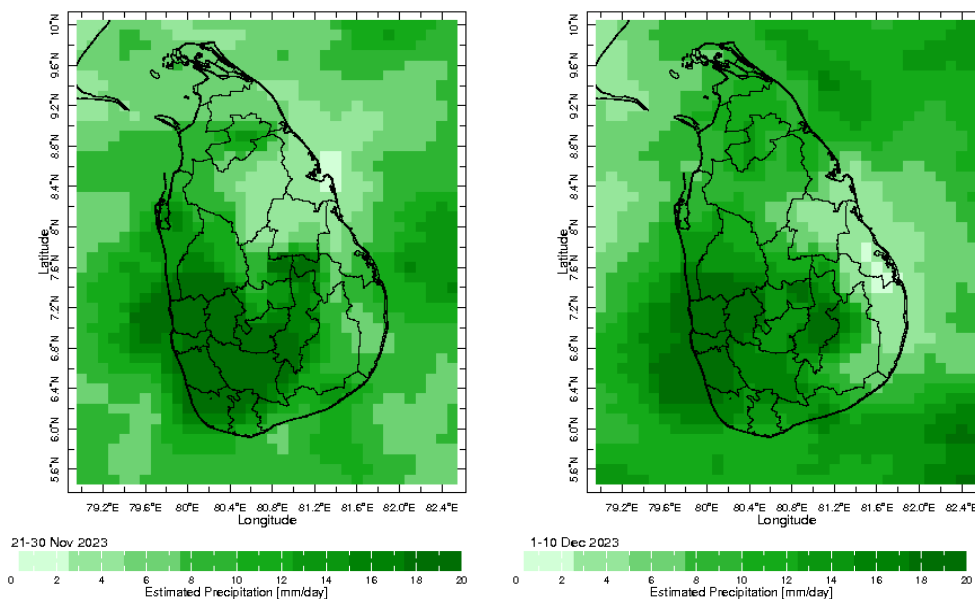 10°N
9.6°N
9.2°N
8.8°N
8.4°N
8°N
7.6°N
7.2°N
6.8°N
6.4°N
6.0°N
5.6°N
Latitude
79.2°E 79.6°E 80°E 80.4°E 80.8°E 81.2°E 81.6°E 82.0°E 82.4°E
Longitude
21-30 Nov 2023
0 2 4 6 8 10 12 14 16 18 20
Estimated Precipitation [mm/day]
10°N
9.6°N
9.2°N
8.8°N
8.4°N
8°N
7.6°N
7.2°N
6.8°N
6.4°N
6.0°N
5.6°N
Latitude
79.2°E 79.6°E 80°E 80.4°E 80.8°E 81.2°E 81.6°E 82.0°E 82.4°E
Longitude
1-10 Dec 2023
0 2 4 6 8 10 12 14 16 18 20
Estimated Precipitation [mm/day]